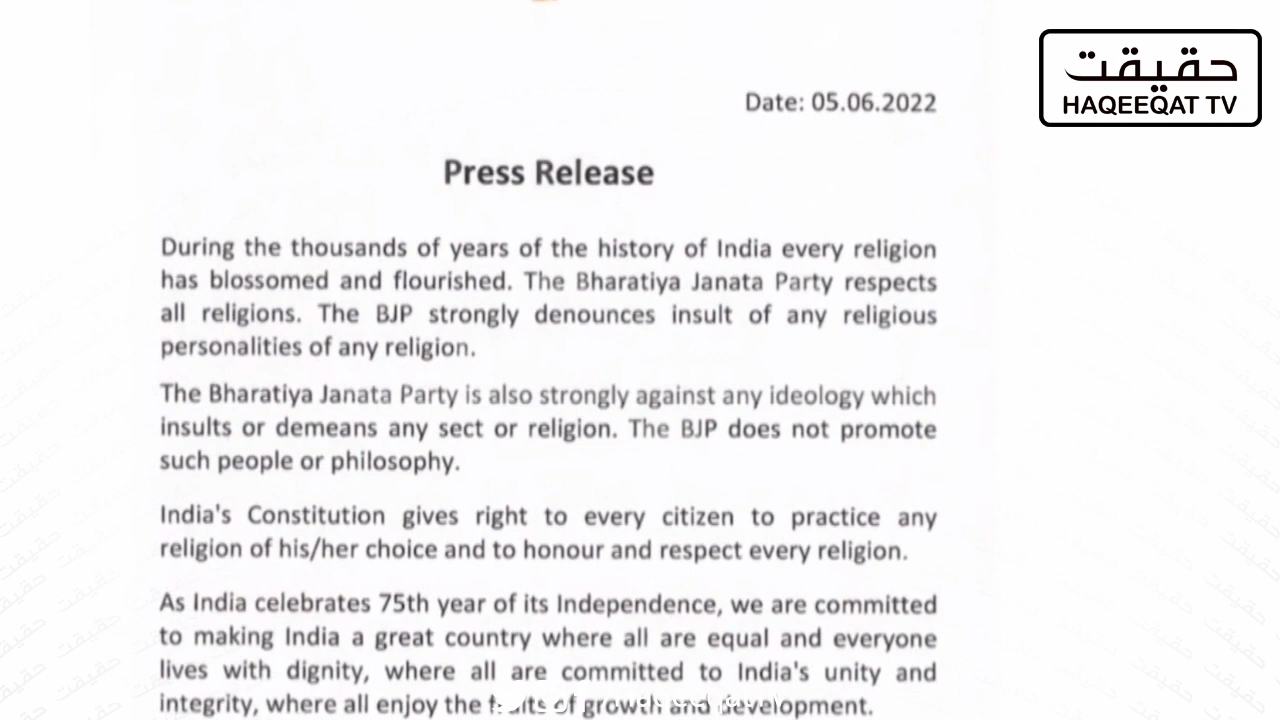 حقيقت
HAQEEQAT TV
Date: 05.06.2022
Press Release
During the thousands of years of the history of India every religion
has blossomed and flourished. The Bharatiya Janata Party respects
all religions. The BJP strongly denounces insult of any religious
personalities of any religion.
The Bharatiya Janata Party is also strongly against any ideology which
insults or demeans any sect or religion. The BJP does not promote
such people or philosophy.
India's Constitution gives right to every citizen to practice any
religion of his/her choice and to honour and respect every religion.
As India celebrates 75th year of its Independence, we are committed
to making India a great country where all are equal and everyone
lives with dignity, where all are committed to India's unity and
integrity, where all enjoy the fruits of growth and development.